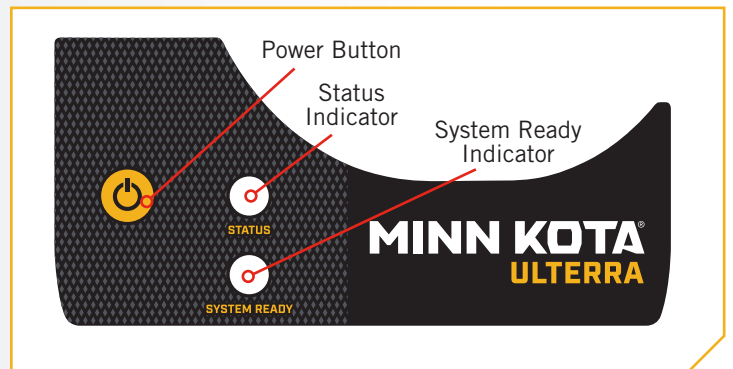 Power Button
Status
Indicator
System Ready
Indicator
STATUS
MINN KOTA®
ULTERRA
SYSTEM READY